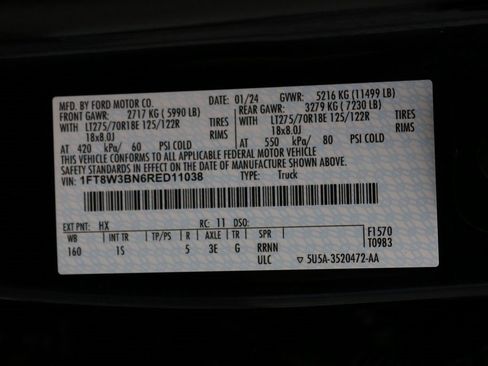 MFD. BY FORD MOTOR CO.
DATE: 01/24 GVWR: 5216 KG (11499 LB)
FRONT GAWR: 2717 KG (5990 LB) REAR GAWR: 3279 KG (7230 LB)
WITH LT275/70R18E 125/122R TIRES WITH LT275/70R18E 125/122R TIRES
18x8.0J RIMS 18x8.0J RIMS
AT 420 kPa/ 60 PSI COLD AT 550 kPa/ 80 PSI COLD
THIS VEHICLE CONFORMS TO ALL APPLICABLE FEDERAL MOTOR VEHICLE
SAFETY STANDARDS IN EFFECT ON THE DATE OF MANUFACTURE SHOWN ABOVE.
VIN: 1FT8W3BN6RED11038 TYPE: Truck
EXT PNT: HX RC: 11 DSO:
WB INT TR TP/PS R AXLE TR SPR F1570
160 1S 5 3E G RRNN T0983
ULC ▽ 5U5A-3520472-AA